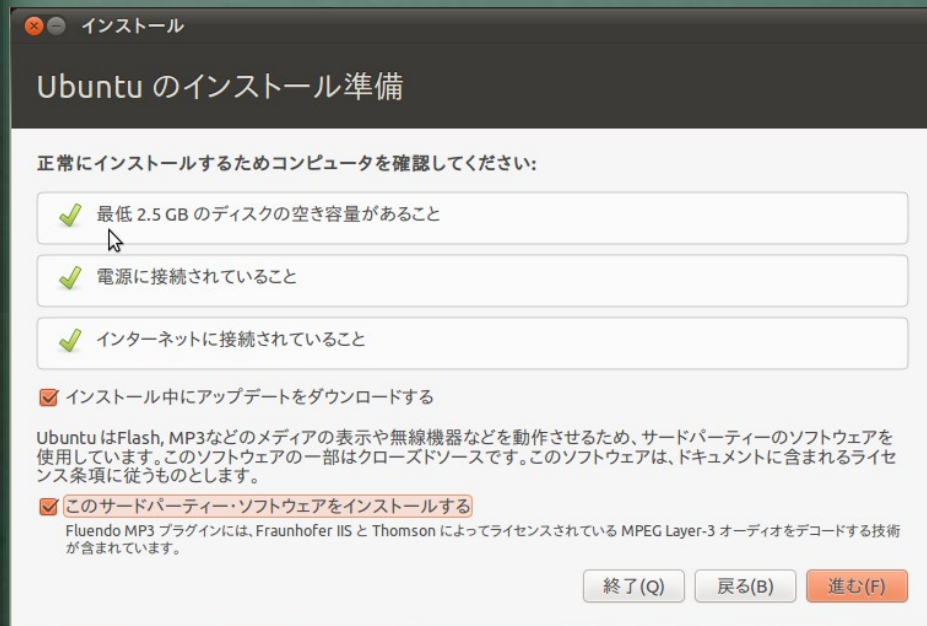 インストール
Ubuntu のインストール準備
正常にインストールするためコンピュータを確認してください:
最低 2.5 GB のディスクの空き容量があること
電源に接続されていること
インターネットに接続されていること
インストール中にアップデートをダウンロードする
Ubuntu はFlash, MP3などのメディアの表示や無線機器などを動作させるため、サードパーティーのソフトウェアを
使用しています。このソフトウェアの一部はクローズドソースです。このソフトウェアは、ドキュメントに含まれるライセ
ンス条項に従うものとします。
このサードパーティー・ソフトウェアをインストールする
Fluendo MP3 プラグインには、Fraunhofer IIS と Thomson によってライセンスされている MPEG Layer-3 オーディオをデコードする技術
が含まれています。
終了(Q) 戻る(B) 進む(F)